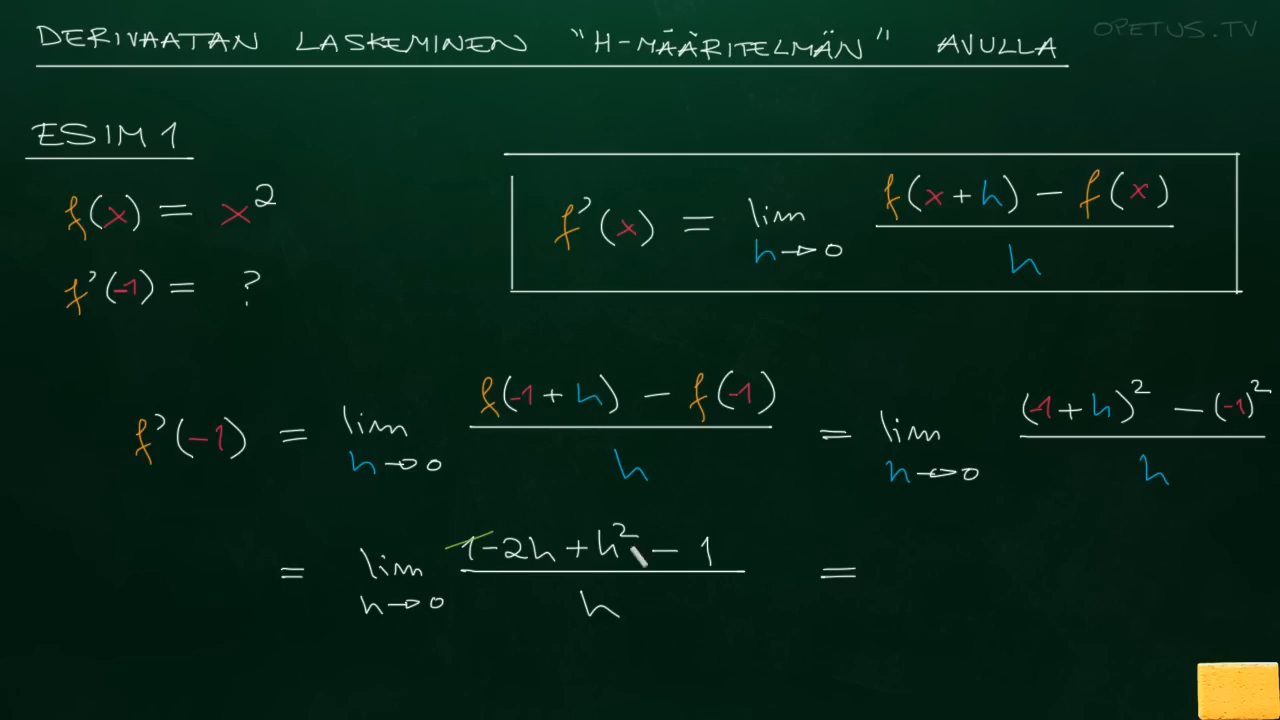 DERIVAATAN LASKEMINEN "H-MÄÄRITELMÄN" AVULLA
OPETUS.TV
ESIM 1
f(x) = x²
f'(x) = lim h→0 (f(x+h) − f(x)) / h
f'(-1) = ?
f'(-1) = lim h→0 (f(-1+h) − f(-1)) / h = lim h→0 ((-1+h)² − (-1)²) / h
= lim h→0 (1-2h+h² − 1) / h =